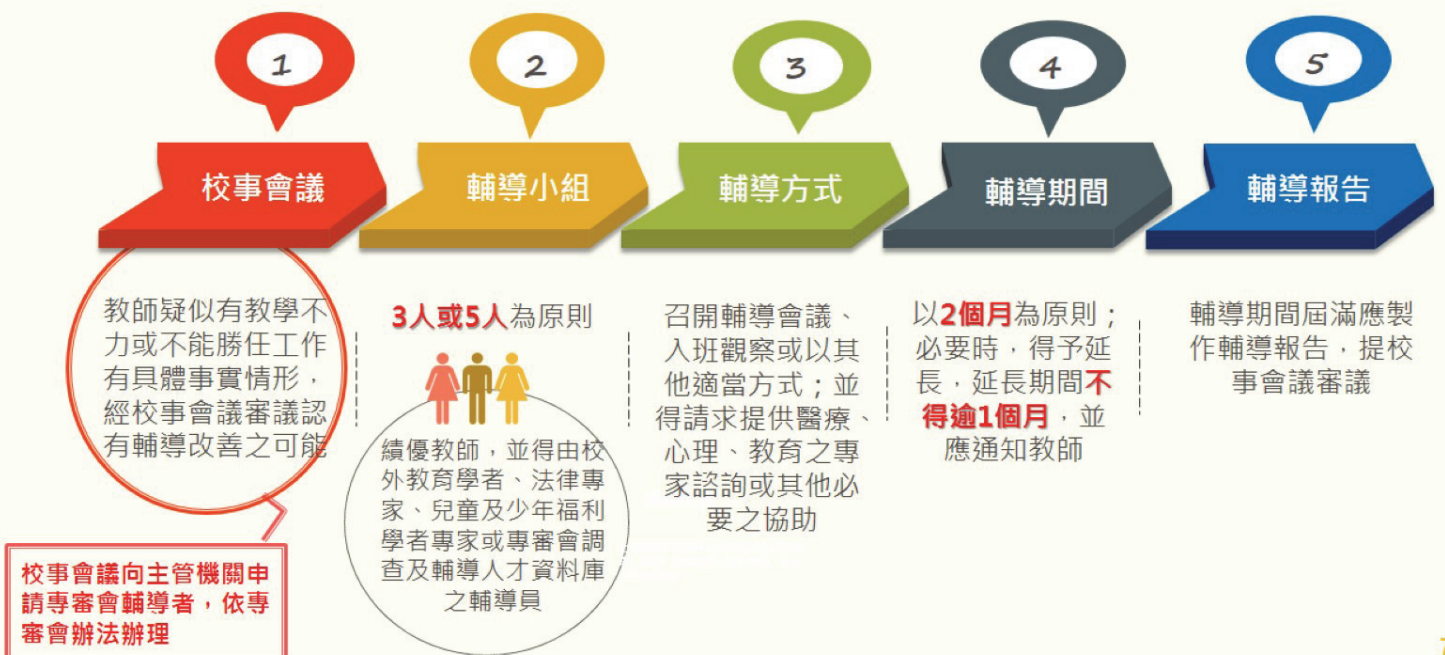 1
校事會議
教師疑似有教學不
力或不能勝任工作
有具體事實情形，
經校事會議審議認
有輔導改善之可能
校事會議向主管機關申
請專審會輔導者，依專
審會辦法辦理
2
輔導小組
3人或5人為原則
績優教師，並得由校
外教育學者、法律專
家、兒童及少年福利
學者專家或專審會調
查及輔導人才資料庫
之輔導員
3
輔導方式
召開輔導會議、
入班觀察或以其
他適當方式；並
得請求提供醫療、
心理、教育之專
家諮詢或其他必
要之協助
4
輔導期間
以2個月為原則；
必要時，得予延
長，延長期間不
得逾1個月，並
應通知教師
5
輔導報告
輔導期間屆滿應製
作輔導報告，提校
事會議審議